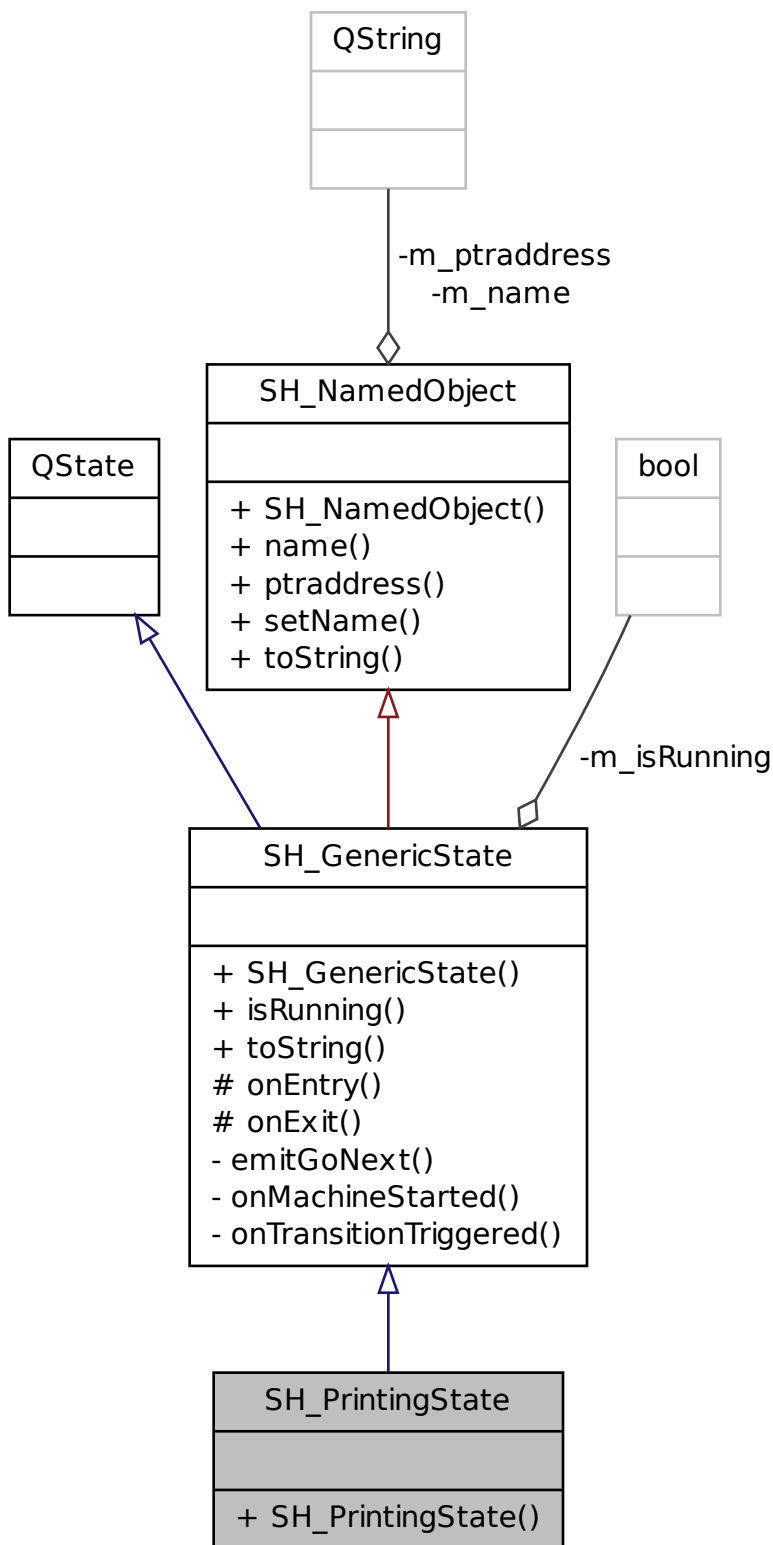 QString
-m_ptraddress
-m_name
SH_NamedObject
+ SH_NamedObject()
+ name()
+ ptraddress()
+ setName()
+ toString()
QState
bool
-m_isRunning
SH_GenericState
+ SH_GenericState()
+ isRunning()
+ toString()
# onEntry()
# onExit()
- emitGoNext()
- onMachineStarted()
- onTransitionTriggered()
SH_PrintingState
+ SH_PrintingState()